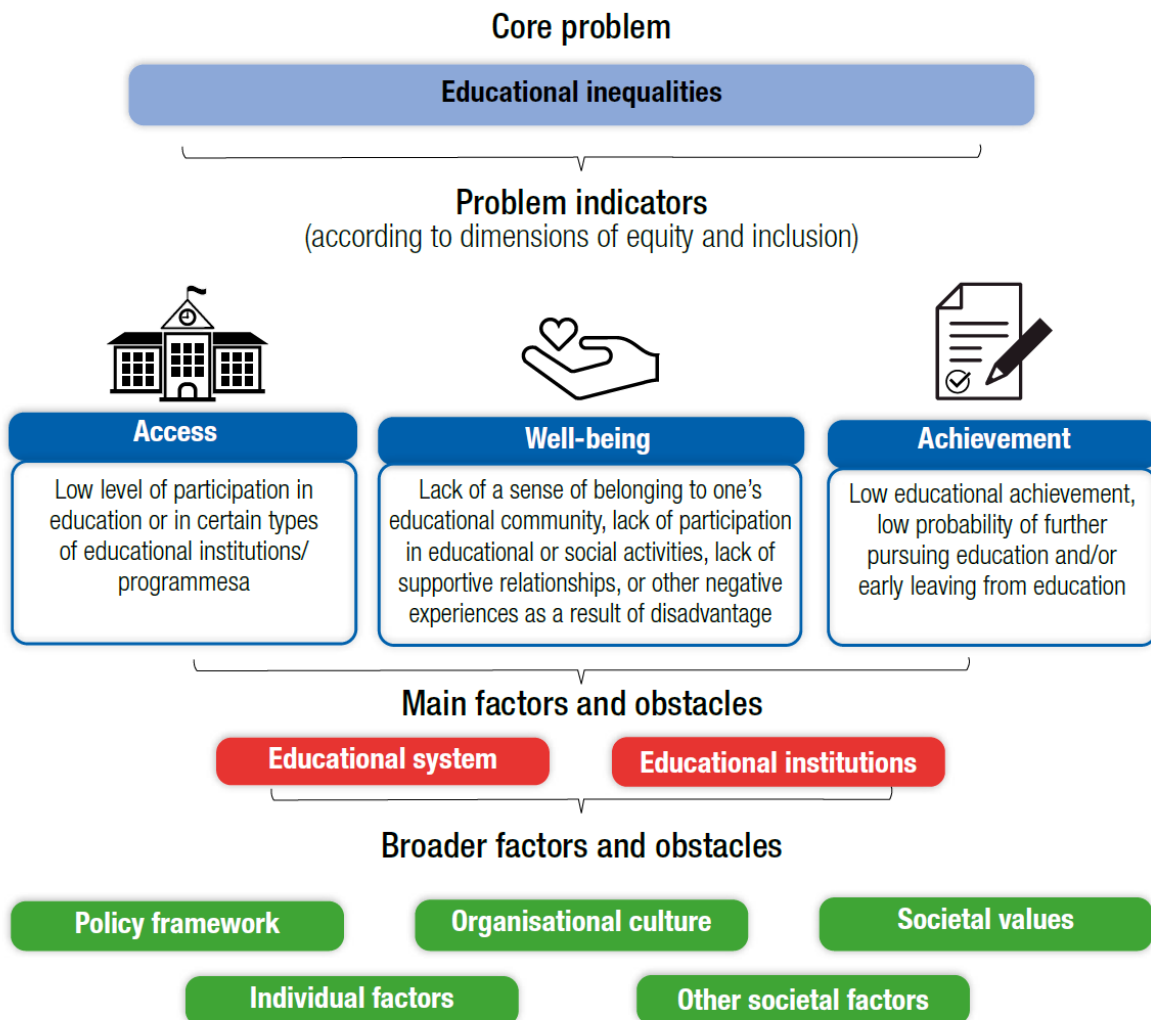 Core problem
Educational inequalities
Problem indicators
(according to dimensions of equity and inclusion)
Access
Low level of participation in
education or in certain types
of educational institutions/
programmesa
Well-being
Lack of a sense of belonging to one’s
educational community, lack of participation
in educational or social activities, lack of
supportive relationships, or other negative
experiences as a result of disadvantage
Achievement
Low educational achievement,
low probability of further
pursuing education and/or
early leaving from education
Main factors and obstacles
Educational system
Educational institutions
Broader factors and obstacles
Policy framework
Organisational culture
Societal values
Individual factors
Other societal factors